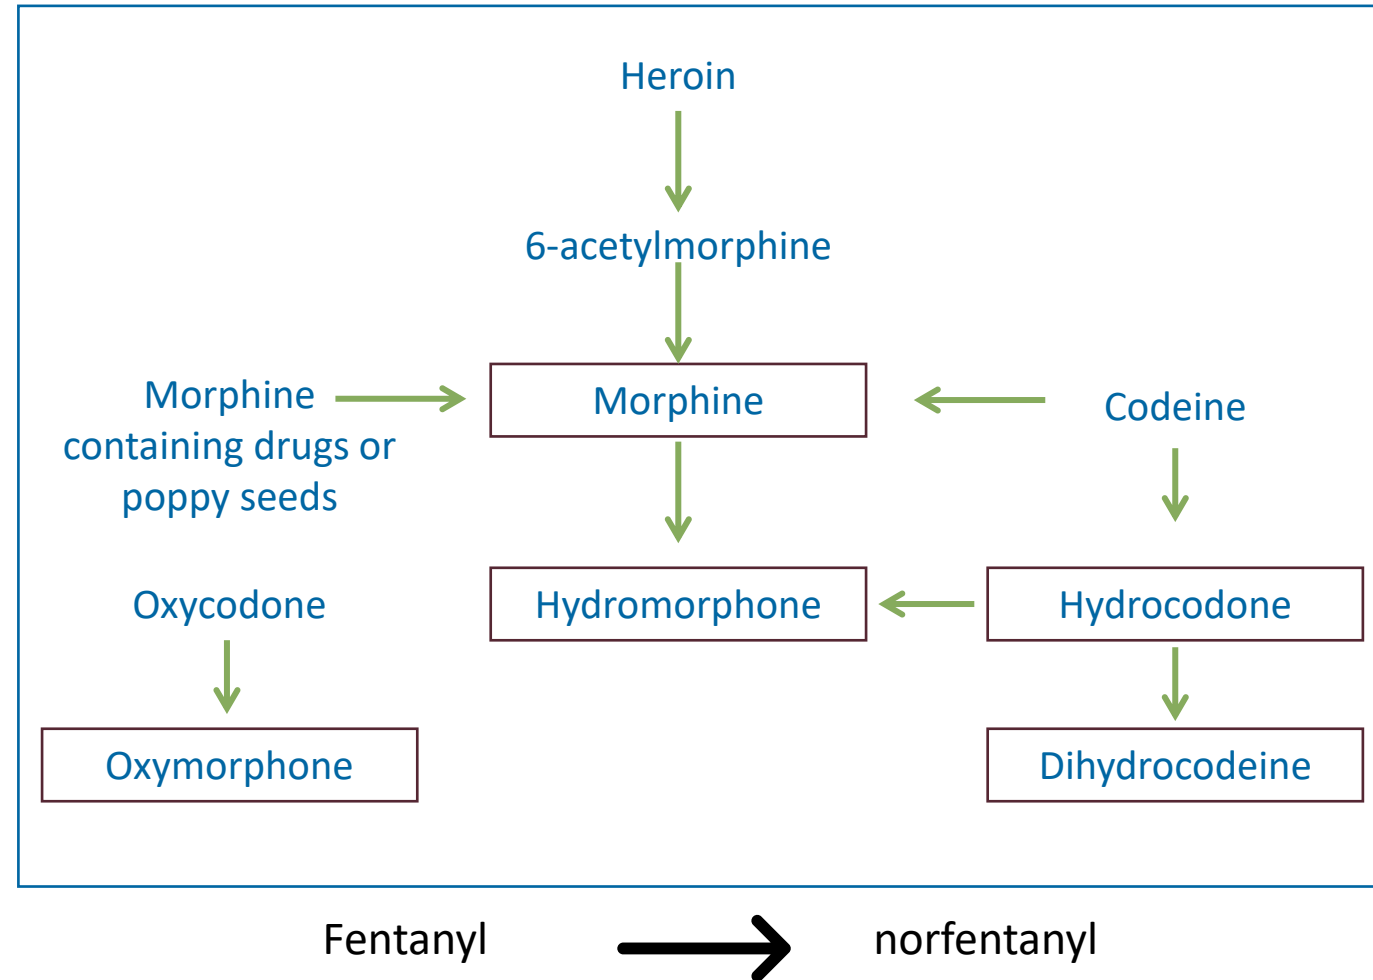 Heroin
6-acetylmorphine
Morphine
containing drugs or
poppy seeds
Morphine
Codeine
Oxycodone
Hydromorphone
Hydrocodone
Oxymorphone
Dihydrocodeine
Fentanyl
norfentanyl